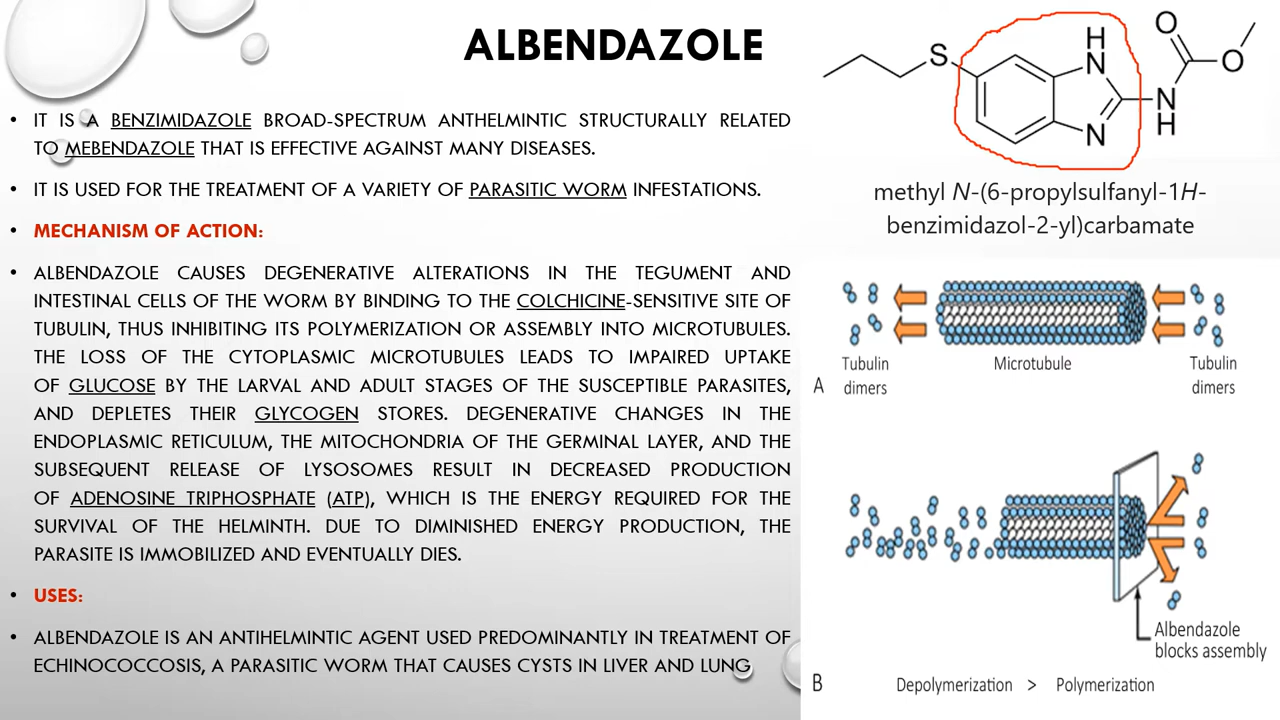 ALBENDAZOLE
• IT IS A BENZIMIDAZOLE BROAD-SPECTRUM ANTHELMINTIC STRUCTURALLY RELATED
TO MEBENDAZOLE THAT IS EFFECTIVE AGAINST MANY DISEASES.
• IT IS USED FOR THE TREATMENT OF A VARIETY OF PARASITIC WORM INFESTATIONS.
• MECHANISM OF ACTION:
• ALBENDAZOLE CAUSES DEGENERATIVE ALTERATIONS IN THE TEGUMENT AND
INTESTINAL CELLS OF THE WORM BY BINDING TO THE COLCHICINE-SENSITIVE SITE OF
TUBULIN, THUS INHIBITING ITS POLYMERIZATION OR ASSEMBLY INTO MICROTUBULES.
THE LOSS OF THE CYTOPLASMIC MICROTUBULES LEADS TO IMPAIRED UPTAKE
OF GLUCOSE BY THE LARVAL AND ADULT STAGES OF THE SUSCEPTIBLE PARASITES,
AND DEPLETES THEIR GLYCOGEN STORES. DEGENERATIVE CHANGES IN THE
ENDOPLASMIC RETICULUM, THE MITOCHONDRIA OF THE GERMINAL LAYER, AND THE
SUBSEQUENT RELEASE OF LYSOSOMES RESULT IN DECREASED PRODUCTION
OF ADENOSINE TRIPHOSPHATE (ATP), WHICH IS THE ENERGY REQUIRED FOR THE
SURVIVAL OF THE HELMINTH. DUE TO DIMINISHED ENERGY PRODUCTION, THE
PARASITE IS IMMOBILIZED AND EVENTUALLY DIES.
• USES:
• ALBENDAZOLE IS AN ANTIHELMINTIC AGENT USED PREDOMINANTLY IN TREATMENT OF
ECHINOCOCCOSIS, A PARASITIC WORM THAT CAUSES CYSTS IN LIVER AND LUNG
O
H
S
N
O
N
H
N
methyl N-(6-propylsulfanyl-1H-
benzimidazol-2-yl)carbamate
Tubulin
dimers
Microtubule
Tubulin
dimers
A
Albendazole
blocks assembly
B
Depolymerization > Polymerization